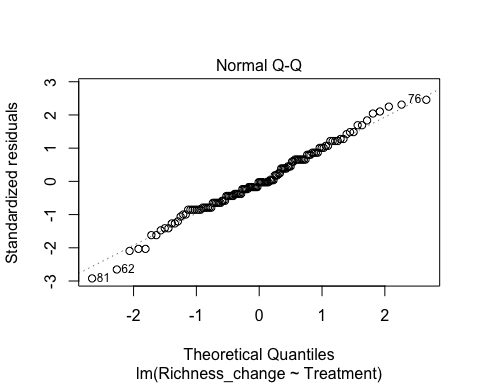 Normal Q-Q
Standardized residuals
3
2
1
0
-1
-2
-3
76
62
81
-2 -1 0 1 2
Theoretical Quantiles
lm(Richness_change ~ Treatment)